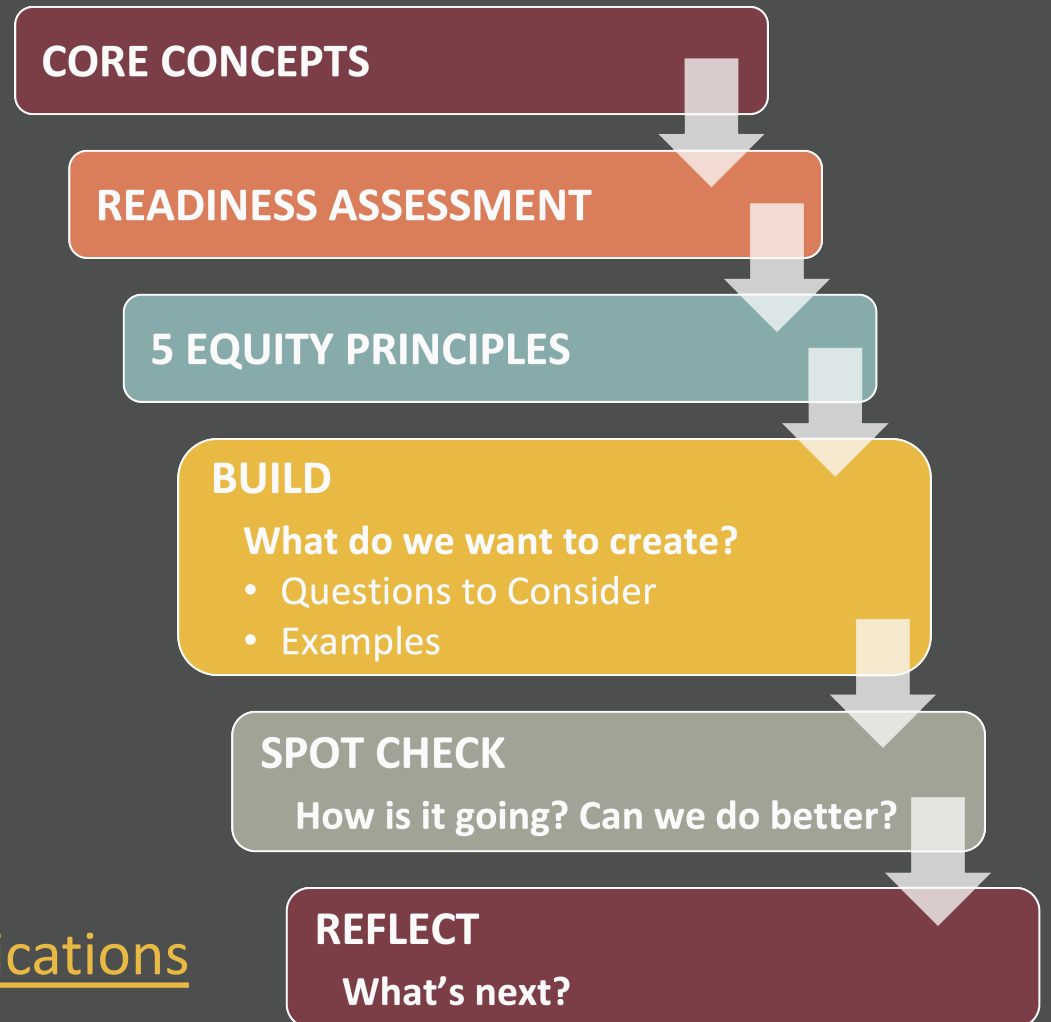 CORE CONCEPTS
READINESS ASSESSMENT
5 EQUITY PRINCIPLES
BUILD
What do we want to create?
• Questions to Consider
• Examples
SPOT CHECK
How is it going? Can we do better?
REFLECT
What’s next?